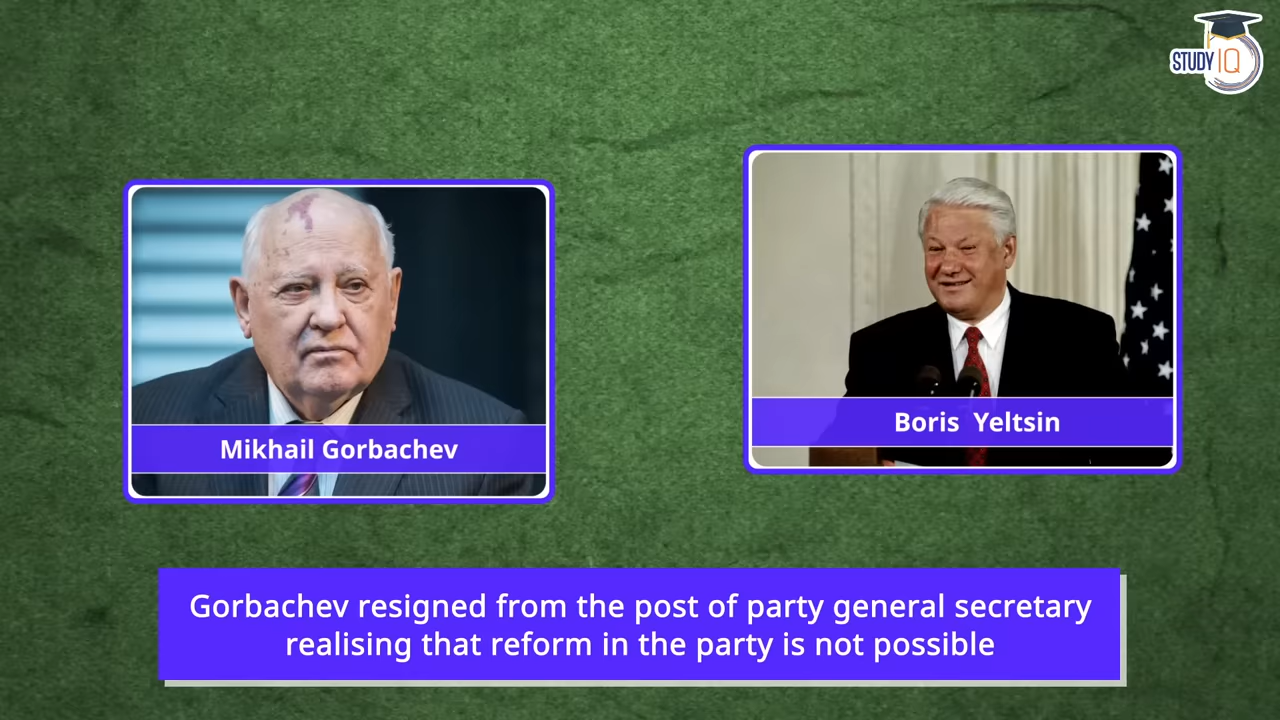 STUDY IQ
Mikhail Gorbachev
Boris Yeltsin
Gorbachev resigned from the post of party general secretary
realising that reform in the party is not possible